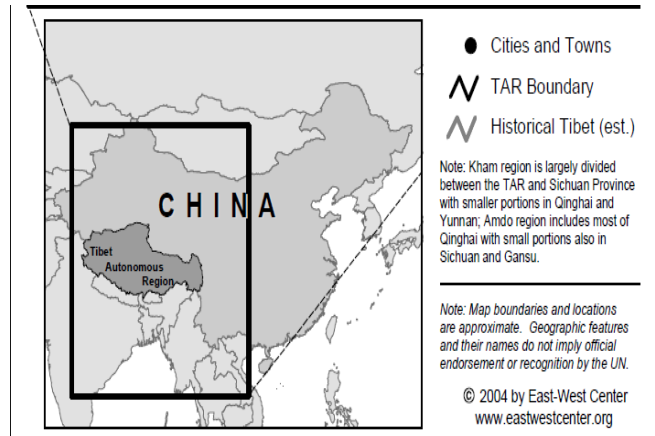 CHINA
Tibet
Autonomous
Region
Cities and Towns
TAR Boundary
Historical Tibet (est.)
Note: Kham region is largely divided
between the TAR and Sichuan Province
with smaller portions in Qinghai and
Yunnan; Amdo region includes most of
Qinghai with small portions also in
Sichuan and Gansu.
Note: Map boundaries and locations
are approximate. Geographic features
and their names do not imply official
endorsement or recognition by the UN.
© 2004 by East-West Center
www.eastwestcenter.org